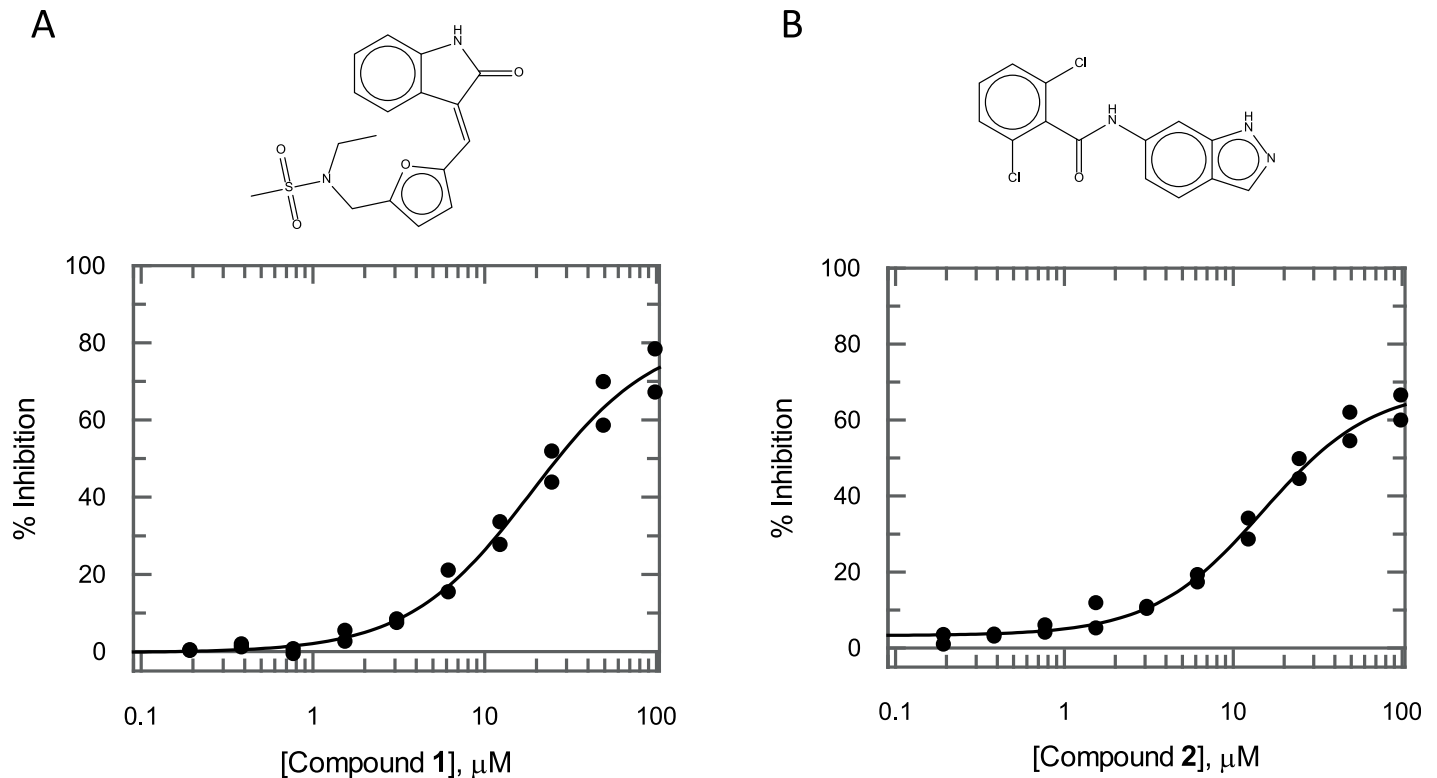 A
H
N
O
O
S
N
O
O
100
80
60
40
20
0
% Inhibition
0.1 1 10 100
[Compound 1], μM
B
Cl
H
N
O
Cl
H
N
N
100
80
60
40
20
0
% Inhibition
0.1 1 10 100
[Compound 2], μM